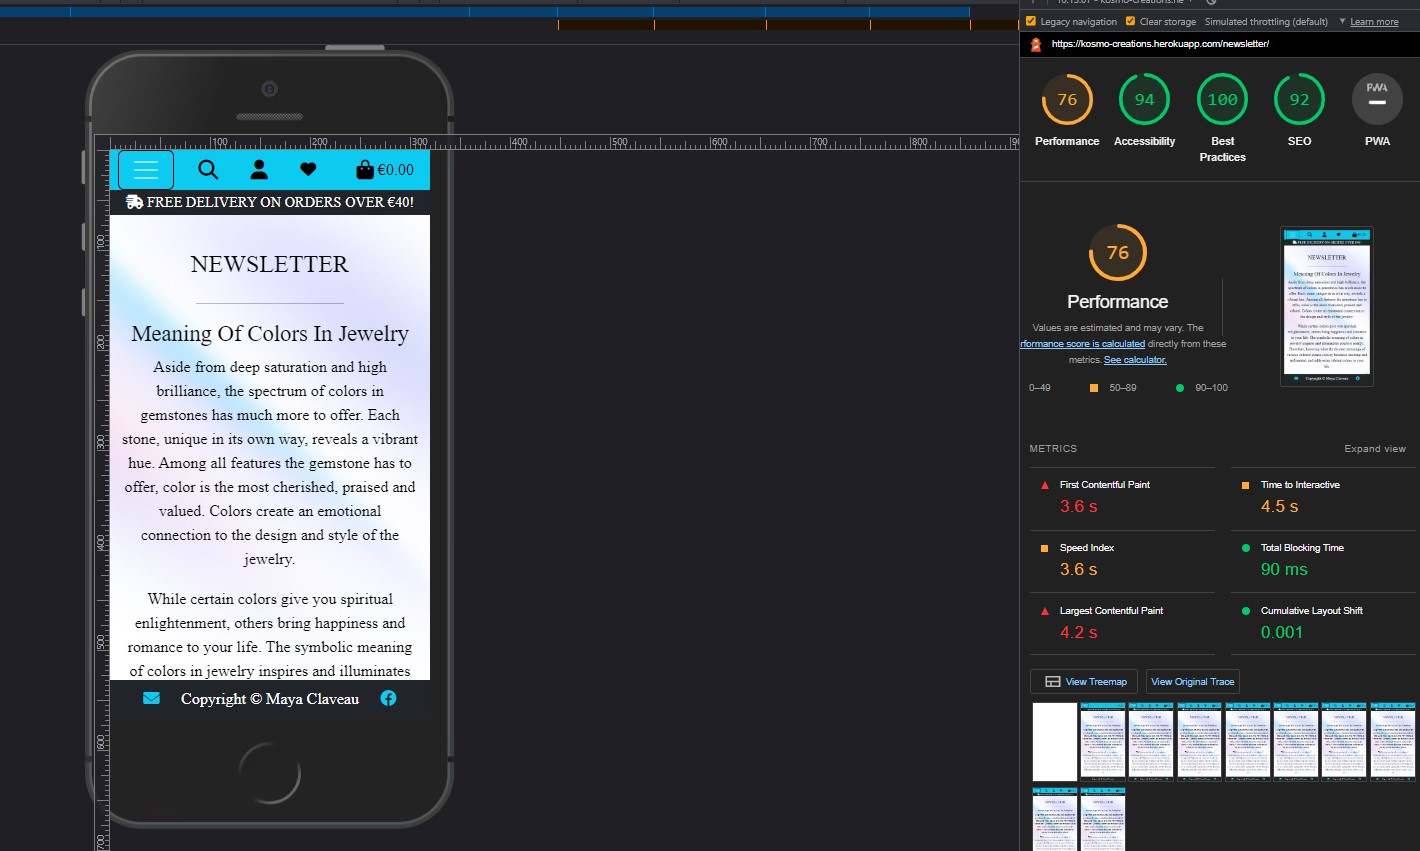 Legacy navigation Clear storage Simulated throttling (default) Learn more
https://kosmo-creations.herokuapp.com/newsletter/
76 94 100 92 PWA
Performance Accessibility Best Practices SEO PWA
100 200 300 400 500 600 700 800
€0.00
FREE DELIVERY ON ORDERS OVER €40!
NEWSLETTER
Meaning Of Colors In Jewelry
Aside from deep saturation and high
brilliance, the spectrum of colors in
gemstones has much more to offer. Each
stone, unique in its own way, reveals a vibrant
hue. Among all features the gemstone has to
offer, color is the most cherished, praised and
valued. Colors create an emotional
connection to the design and style of the
jewelry.
While certain colors give you spiritual
enlightenment, others bring happiness and
romance to your life. The symbolic meaning
of colors in jewelry inspires and illuminates
Copyright © Maya Claveau
100
200
300
400
500
600
700
76
Performance
Values are estimated and may vary. The
rformance score is calculated directly from these
metrics. See calculator.
0–49 50–89 90–100
METRICS Expand view
First Contentful Paint
3.6 s
Time to Interactive
4.5 s
Speed Index
3.6 s
Total Blocking Time
90 ms
Largest Contentful Paint
4.2 s
Cumulative Layout Shift
0.001
View Treemap View Original Trace